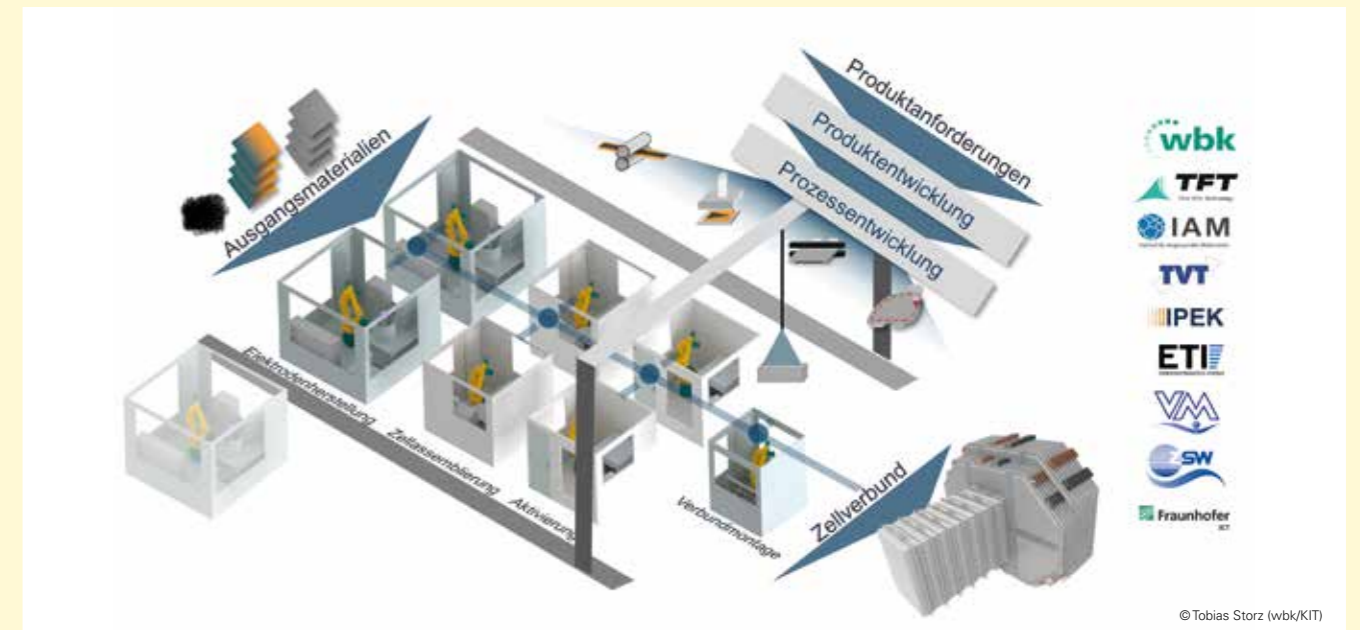 Ausgangsmaterialien
Produktanforderungen
Produktentwicklung
Prozessentwicklung
Elektrodenherstellung
Zellassemblierung
Aktivierung
Verbundmontage
Zellverbund
wbk
TFT
IAM
TVT
IPEK
ETI
VM
ZSW
Fraunhofer
ICT
©Tobias Storz (wbk/KIT)